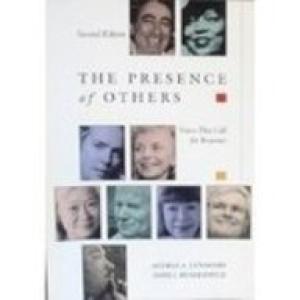 Second Edition
THE PRESENCE
of OTHERS
Voices That Call
for Response
ANDREA A. LUNSFORD
JOHN J. RUSZKIEWICZ